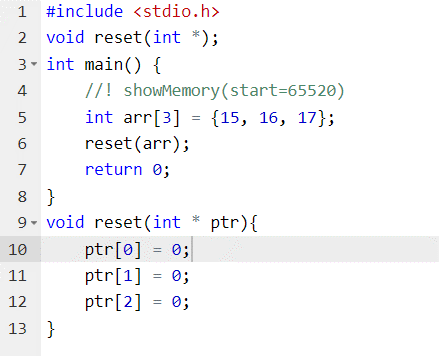 1 #include <stdio.h>
2 void reset(int *);
3 int main() {
4     //! showMemory(start=65520)
5     int arr[3] = {15, 16, 17};
6     reset(arr);
7     return 0;
8 }
9 void reset(int * ptr){
10     ptr[0] = 0;
11     ptr[1] = 0;
12     ptr[2] = 0;
13 }